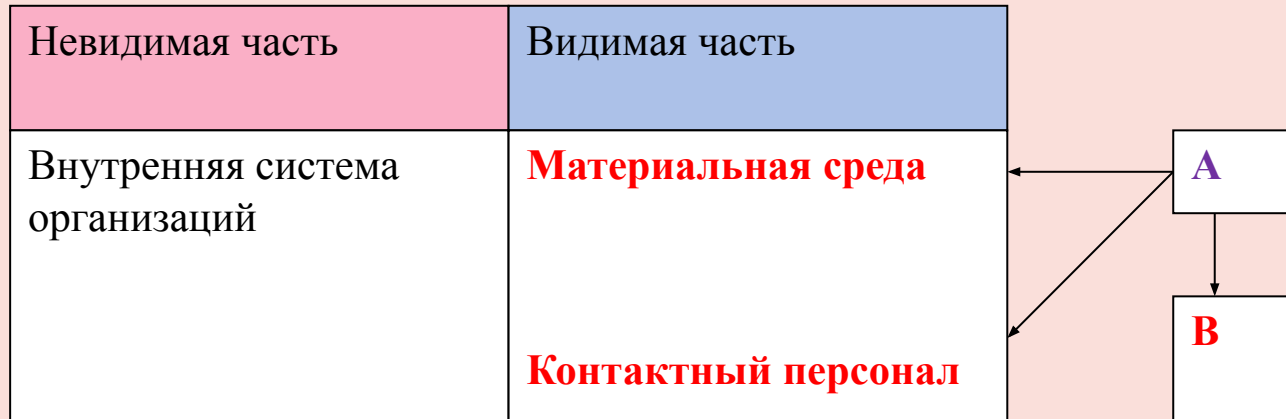 Невидимая часть
Видимая часть
Внутренняя система
организаций
Материальная среда
Контактный персонал
А
В